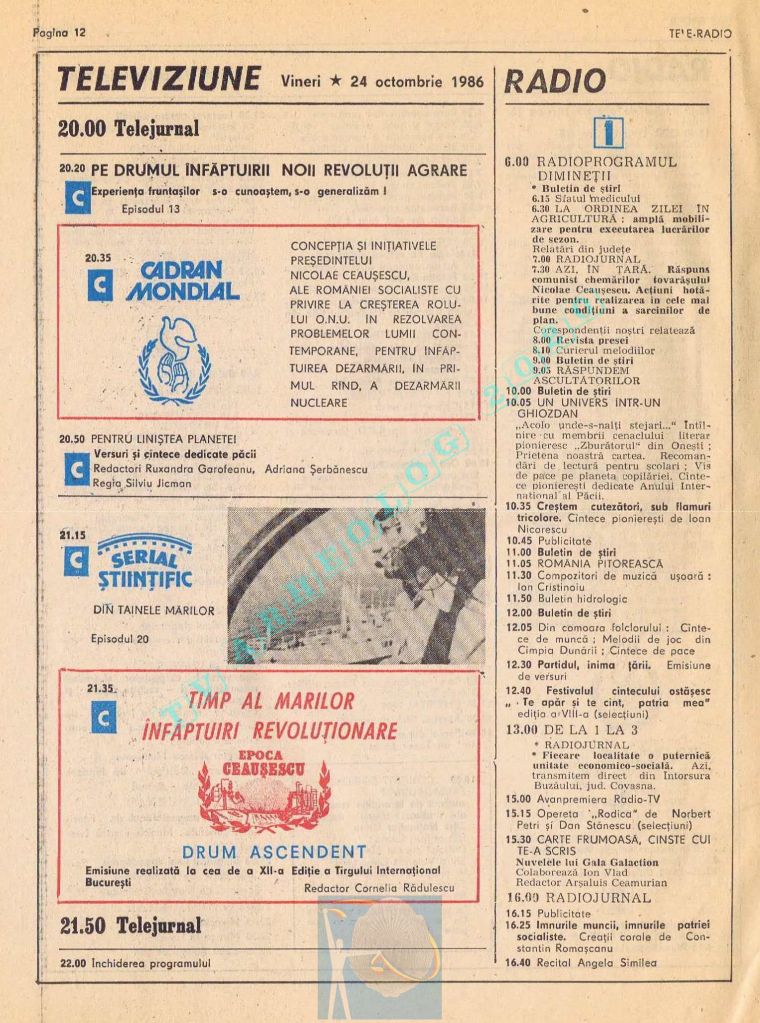 Pagina 12
TELE-RADIO
TELEVIZIUNE Vineri ★ 24 octombrie 1986
20.00 Telejurnal
20.20 PE DRUMUL ÎNFĂPTUIRII NOII REVOLUȚII AGRARE
C Experiența fruntașilor s-o cunoaștem, s-o generalizăm !
Episodul 13
20.35
C
CADRAN
MONDIAL
CONCEPȚIA ȘI INIȚIATIVELE
PREȘEDINTELUI
NICOLAE CEAUȘESCU,
ALE ROMÂNIEI SOCIALISTE CU
PRIVIRE LA CREȘTEREA ROLU-
LUI O.N.U. ÎN REZOLVAREA
PROBLEMELOR LUMII CON-
TEMPORANE, PENTRU ÎNFĂP-
TUIREA DEZARMĂRII, ÎN PRI-
MUL RÎND, A DEZARMĂRII
NUCLEARE
20.50 PENTRU LINIȘTEA PLANETEI
C Versuri și cîntece dedicate păcii
Redactori Ruxandra Garofeanu, Adriana Șerbănescu
Regia Silviu Jicman
21.15
C
SERIAL
ȘTIINȚIFIC
DIN TAINELE MĂRILOR
Episodul 20
21.35
C
TIMP AL MARILOR
ÎNFĂPTUIRI REVOLUȚIONARE
EPOCA
CEAUȘESCU
DRUM ASCENDENT
Emisiune realizată la cea de a XII-a Ediție a Tîrgului Internațional
București
Redactor Cornelia Rădulescu
21.50 Telejurnal
22.00 Închiderea programului
RADIO
1
6.00 RADIOPROGRAMUL
DIMINEȚII
* Buletin de știri
6.15 Sfatul medicului
6.30 LA ORDINEA ZILEI ÎN
AGRICULTURĂ : amplă mobili-
zare pentru executarea lucrărilor
de sezon.
Relatări din județe
7.00 RADIOJURNAL
7.30 AZI, ÎN ȚARĂ. Răspuns
comunist chemărilor tovarășului
Nicolae Ceaușescu. Acțiuni hotă-
rîte pentru realizarea în cele mai
bune condițiuni a sarcinilor de
plan.
Corespondenții noștri relatează
8.00 Revista presei
8.10 Curierul melodiilor
9.00 Buletin de știri
9.05 RĂSPUNDEM
ASCULTĂTORILOR
10.00 Buletin de știri
10.05 UN UNIVERS ÎNTR-UN
GHIOZDAN
„Acolo unde-s-nalți stejari...“ Întîl-
nire cu membrii cenaclului literar
pionieresc „Zburătorul“ din Onești ;
Prietena noastră cartea. Recoman-
dări de lectură pentru școlari ; Vis
de pace pe planeta copilăriei. Cînte-
ce pionierești dedicate Anului Inter-
național al Păcii.
10.35 Creștem cutezători, sub flamuri
tricolore. Cîntece pionierești de Ioan
Nicorescu
10.45 Publicitate
11.00 Buletin de știri
11.05 ROMÂNIA PITOREASCĂ
11.30 Compozitori de muzică ușoară :
Ion Cristinoiu
11.50 Buletin hidrologic
12.00 Buletin de știri
12.05 Din comoara folclorului : Cînte-
ce de muncă ; Melodii de joc din
Cîmpia Dunării ; Cîntece de pace
12.30 Partidul, inima țării. Emisiune
de versuri
12.40 Festivalul cîntecului ostășesc
„Te apăr și te cînt, patria mea“
ediția a VIII-a (selecțiuni)
13.00 DE LA 1 LA 3
* RADIOJURNAL
* Fiecare localitate o puternică
unitate economico-socială. Azi,
transmitem direct din Întorsura
Buzăului, jud. Covasna.
15.00 Avanpremiera Radio-TV
15.15 Opereta „Rodica“ de Norbert
Petri și Dan Stănescu (selecțiuni)
15.30 CARTE FRUMOASĂ, CINSTE CUI
TE-A SCRIS
Nuvelele lui Gala Galaction
Colaborează Ion Vlad
Redactor Arșaluis Ceamurian
16.00 RADIOJURNAL
16.15 Publicitate
16.25 Imnurile muncii, imnurile patriei
socialiste. Creații corale de Con-
stantin Romașcanu
16.40 Recital Angela Similea
TV ARHEOLOG 2010